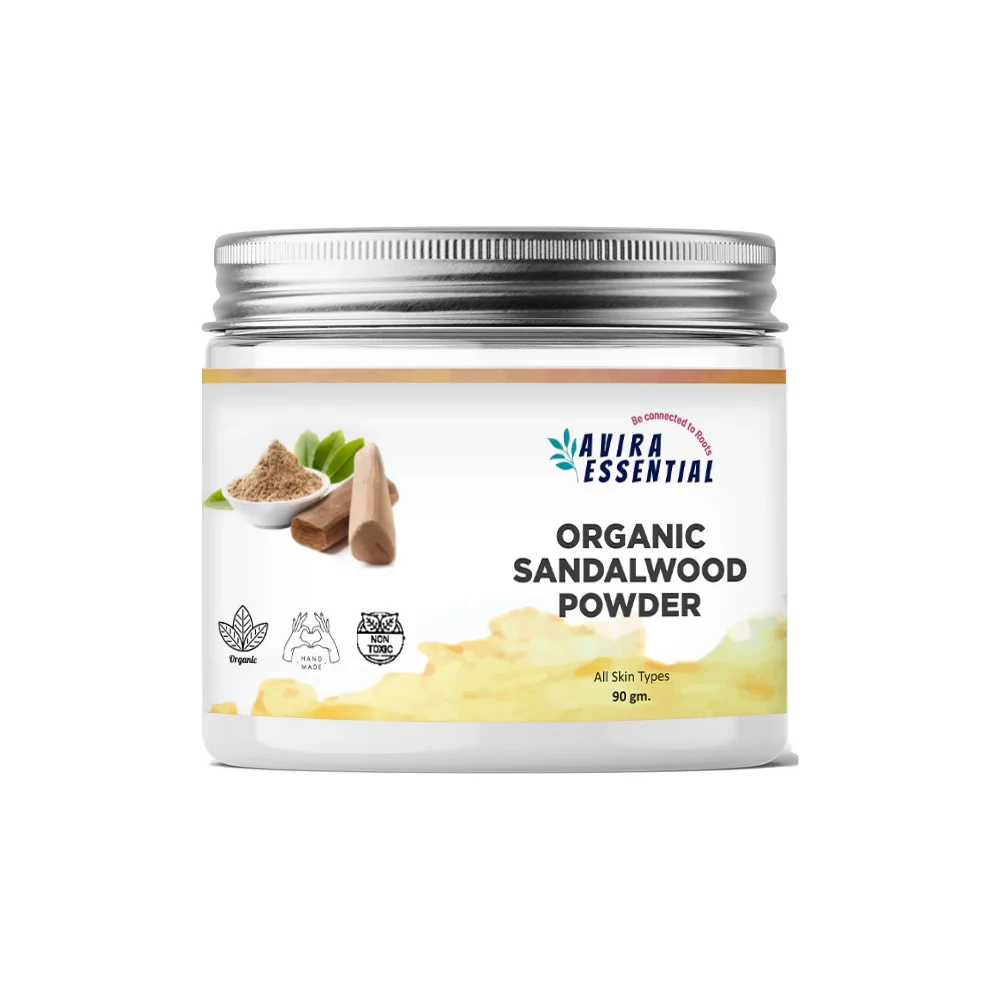 Be connected to Roots
AVIRA
ESSENTIAL
ORGANIC
SANDALWOOD
POWDER
Organic
HAND
MADE
NON
TOXIC
All Skin Types
90 gm.